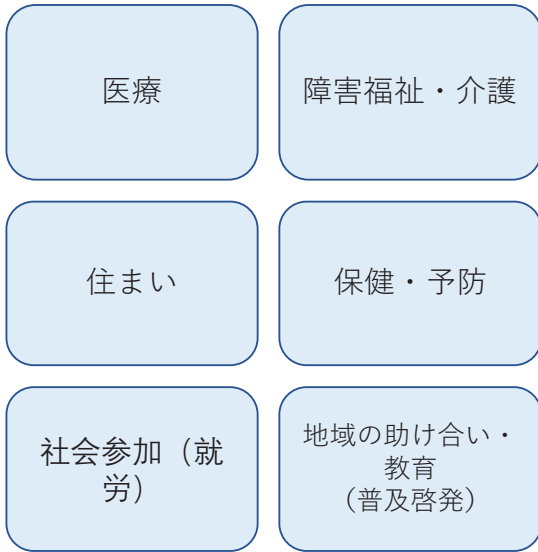 医療
障害福祉・介護
住まい
保健・予防
社会参加（就
労）
地域の助け合い・
教育
（普及啓発）